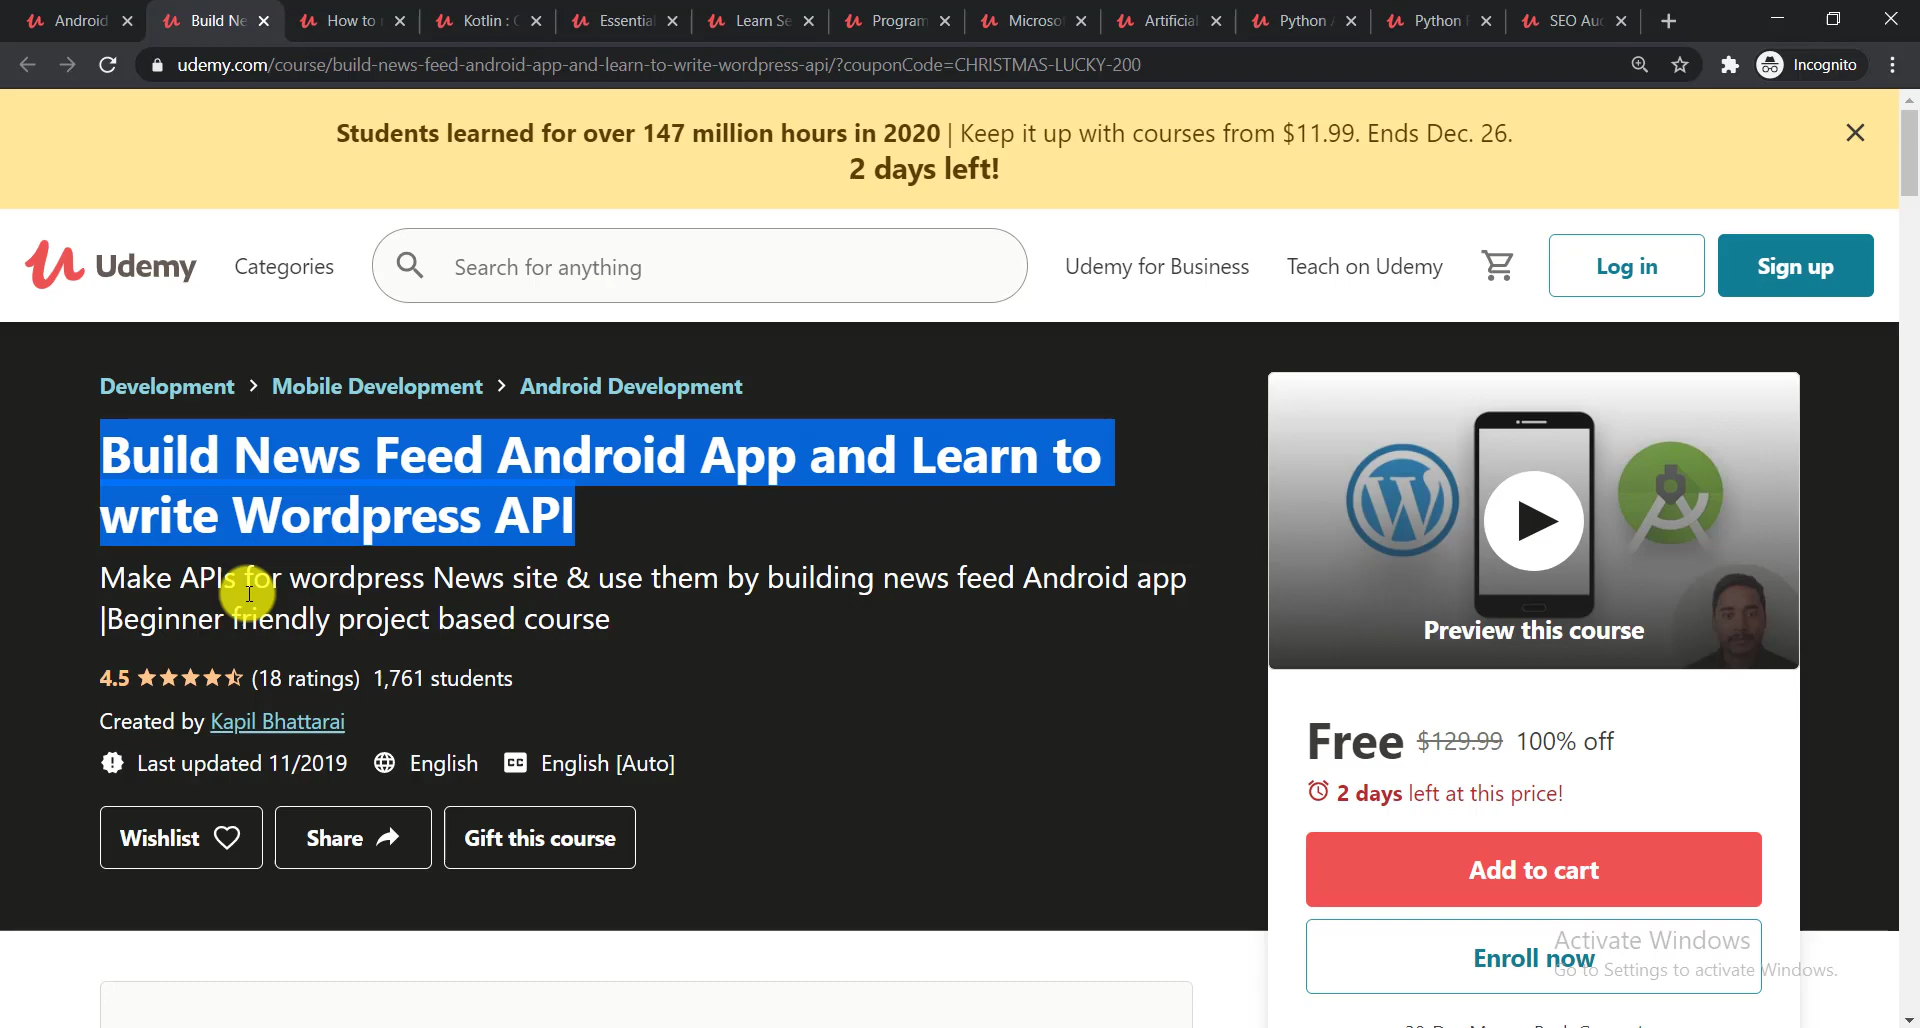 Android
Build Ne
How to
Kotlin : C
Essential
Learn Se
Program
Microso
Artificial
Python
Python
SEO Auc
udemy.com/course/build-news-feed-android-app-and-learn-to-write-wordpress-api/?couponCode=CHRISTMAS-LUCKY-200
Incognito
Students learned for over 147 million hours in 2020 | Keep it up with courses from $11.99. Ends Dec. 26.
2 days left!
Udemy
Categories
Search for anything
Udemy for Business
Teach on Udemy
Log in
Sign up
Development > Mobile Development > Android Development
Build News Feed Android App and Learn to
write Wordpress API
Make APIs for wordpress News site & use them by building news feed Android app
|Beginner friendly project based course
4.5 (18 ratings) 1,761 students
Created by Kapil Bhattarai
Last updated 11/2019 English CC English [Auto]
Wishlist
Share
Gift this course
Preview this course
Free $129.99 100% off
2 days left at this price!
Add to cart
Enroll now
Activate Windows
Go to Settings to activate Windows.